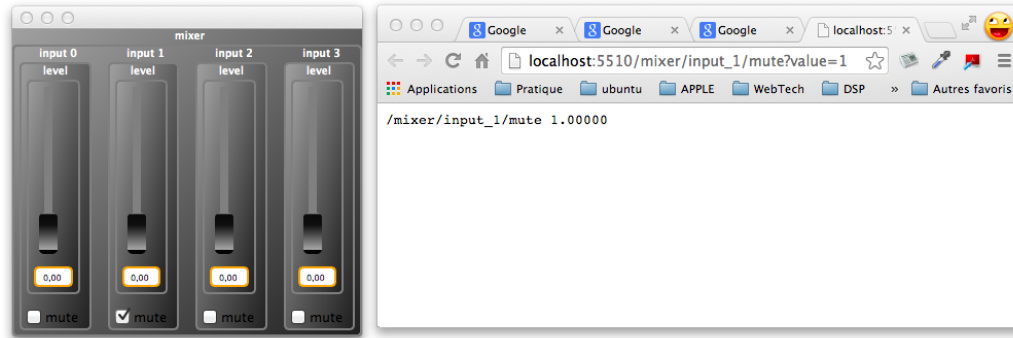 mixer
input 0 input 1 input 2 input 3
level level level level
0,00 0,00 0,00 0,00
mute mute mute mute
Google Google Google localhost:5
localhost:5510/mixer/input_1/mute?value=1
Applications Pratique ubuntu APPLE WebTech DSP » Autres favoris
/mixer/input_1/mute 1.00000